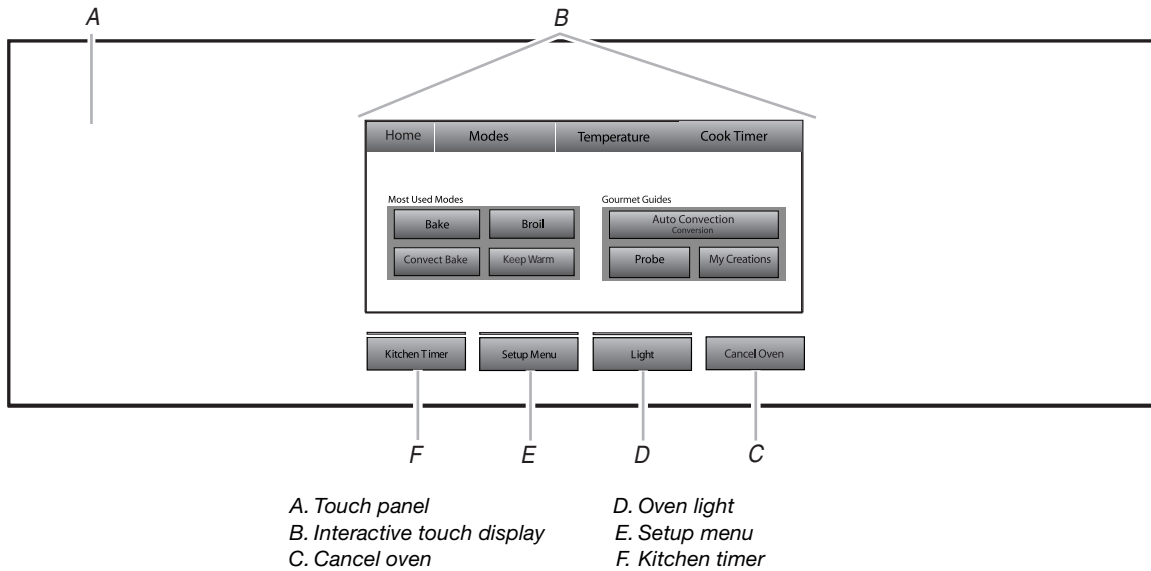 A B
Home Modes Temperature Cook Timer
Most Used Modes
Bake Broil
Convect Bake Keep Warm
Gourmet Guides
Auto Convection
Conversion
Probe My Creations
Kitchen Timer Setup Menu Light Cancel Oven
F E D C
A. Touch panel
B. Interactive touch display
C. Cancel oven
D. Oven light
E. Setup menu
F. Kitchen timer